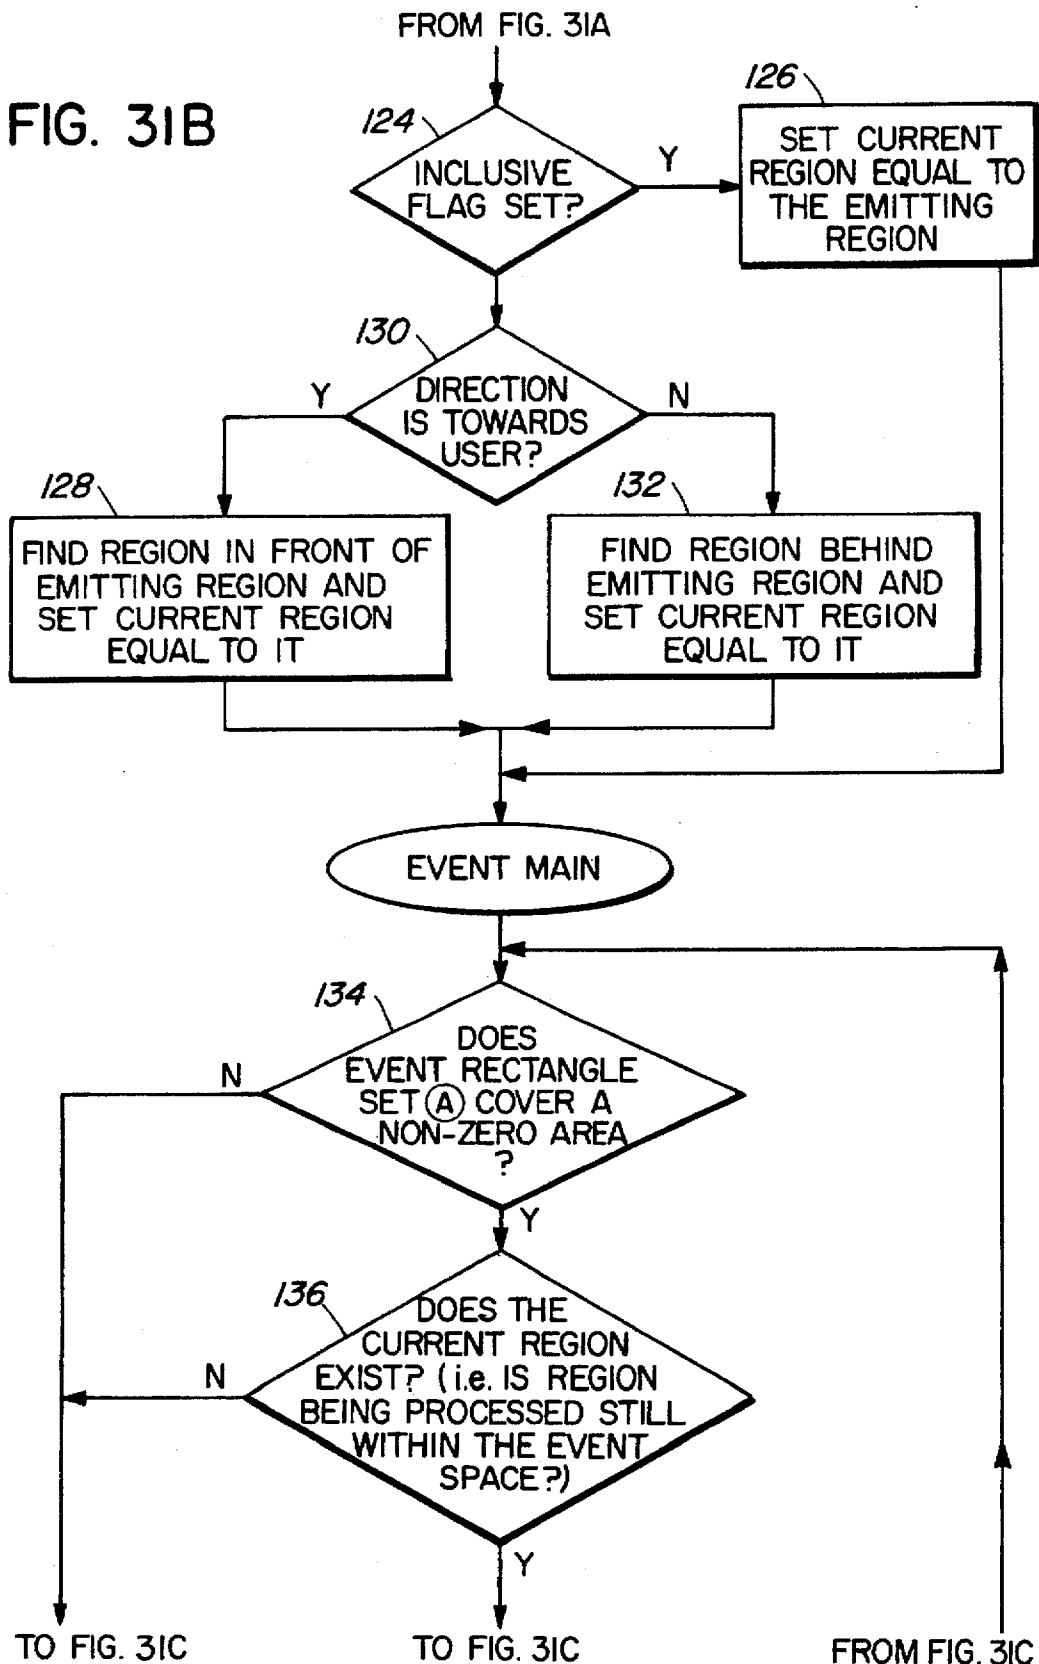 FROM FIG. 31A
FIG. 31B
124
INCLUSIVE
FLAG SET?
Y
126
SET CURRENT
REGION EQUAL TO
THE EMITTING
REGION
130
DIRECTION
IS TOWARDS
USER?
Y
N
128
FIND REGION IN FRONT OF
EMITTING REGION AND
SET CURRENT REGION
EQUAL TO IT
132
FIND REGION BEHIND
EMITTING REGION AND
SET CURRENT REGION
EQUAL TO IT
EVENT MAIN
134
DOES
EVENT RECTANGLE
SET A COVER A
NON-ZERO AREA
?
N
Y
136
DOES THE
CURRENT REGION
EXIST? (i.e. IS REGION
BEING PROCESSED STILL
WITHIN THE EVENT
SPACE?)
N
Y
TO FIG. 31C
TO FIG. 31C
FROM FIG. 31C